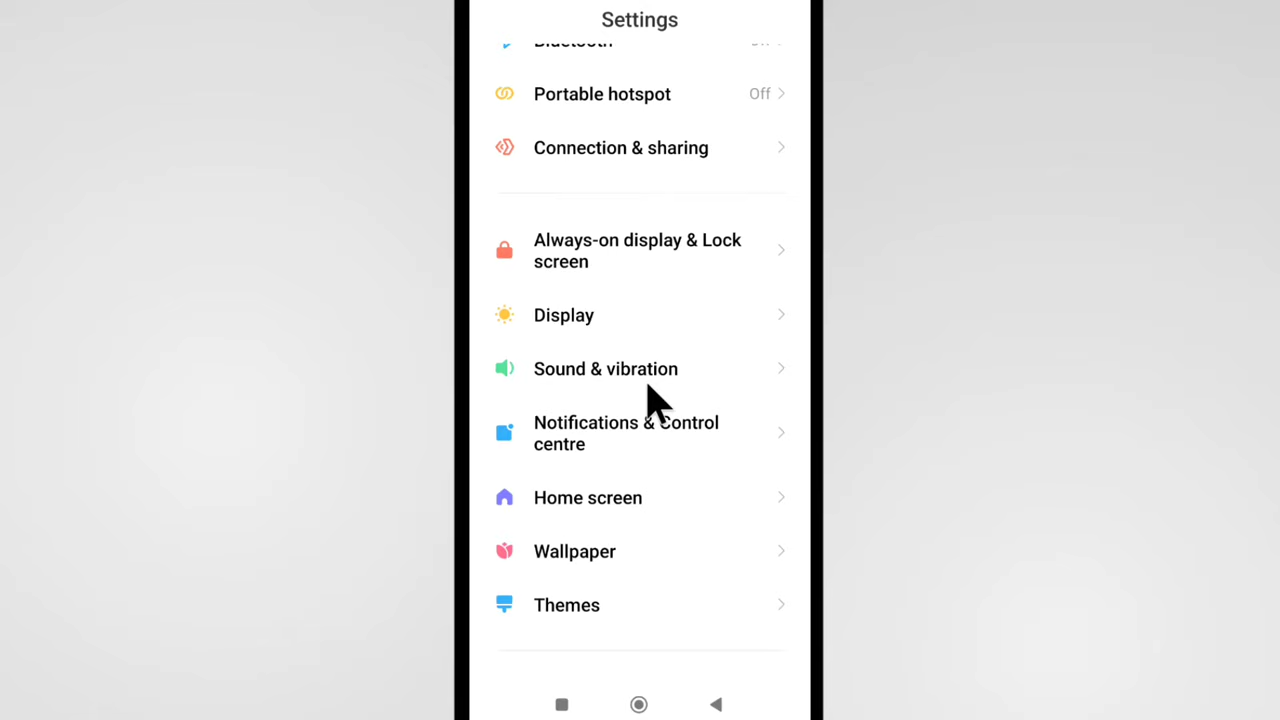 Settings
Bluetooth
Portable hotspot Off
Connection & sharing
Always-on display & Lock
screen
Display
Sound & vibration
Notifications & Control
centre
Home screen
Wallpaper
Themes